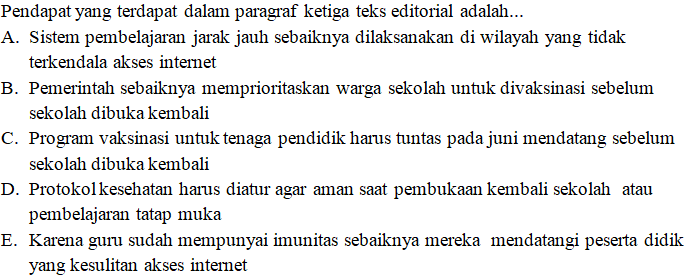 Pendapat yang terdapat dalam paragraf ketiga teks editorial adalah...
A. Sistem pembelajaran jarak jauh sebaiknya dilaksanakan di wilayah yang tidak
terkendala akses internet
B. Pemerintah sebaiknya memprioritaskan warga sekolah untuk divaksinasi sebelum
sekolah dibuka kembali
C. Program vaksinasi untuk tenaga pendidik harus tuntas pada juni mendatang sebelum
sekolah dibuka kembali
D. Protokol kesehatan harus diatur agar aman saat pembukaan kembali sekolah atau
pembelajaran tatap muka
E. Karena guru sudah mempunyai imunitas sebaiknya mereka mendatangi peserta didik
yang kesulitan akses internet